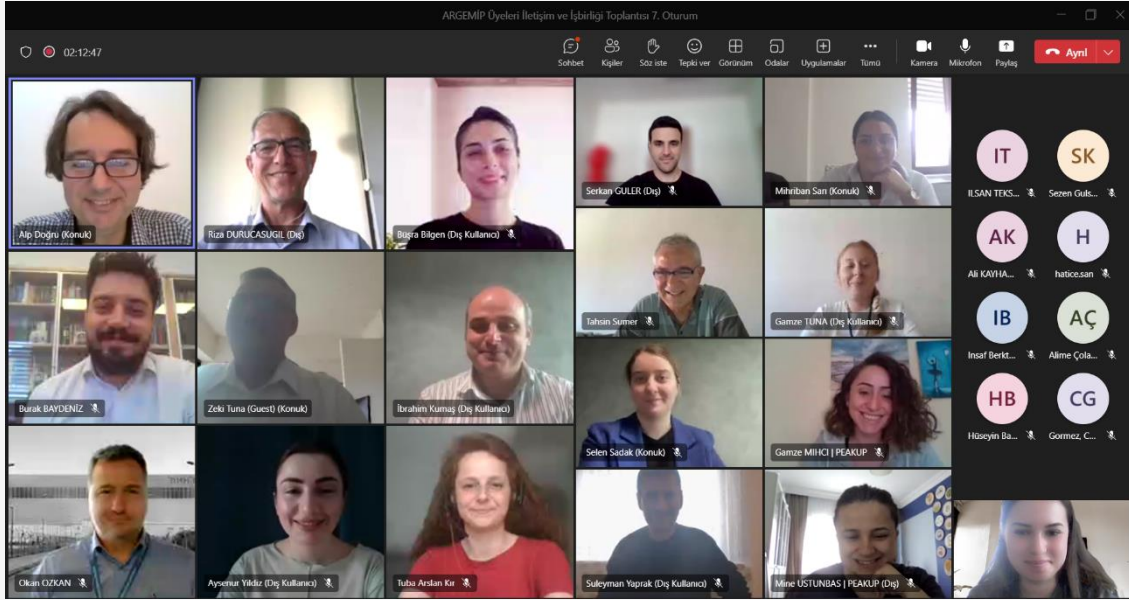 ARGEMİP Üyeleri İletişim ve İşbirliği Toplantısı 7. Oturum
02:12:47
Sohbet Kişiler Söz iste Tepki ver Görünüm Odalar Uygulamalar Tümü Kamera Mikrofon Paylaş Ayrıl
Alp Doğru (Konuk)
Riza DURUCASUGIL (Dış)
Büşra Bilgen (Dış Kullanıcı)
Serkan GULER (Dış)
Mihriban Sarı (Konuk)
IT
SK
ILSAN TEKS...
Sezen Guls...
Tahsin Sumer
Gamze TUNA (Dış Kullanıcı)
AK
H
Ali KAYHA...
hatice.san
Burak BAYDENİZ
Zeki Tuna (Guest) (Konuk)
İbrahim Kumaş (Dış Kullanıcı)
IB
AÇ
Insaf Berkt...
Alime Çola...
Selen Sadak (Konuk)
Gamze MIHCI | PEAKUP
HB
CG
Hüseyin Ba...
Gormez, C...
Okan OZKAN
Aysenur Yildiz (Dış Kullanıcı)
Tuba Arslan Kır
Suleyman Yaprak (Dış Kullanıcı)
Mine USTUNBAS | PEAKUP (Dış)